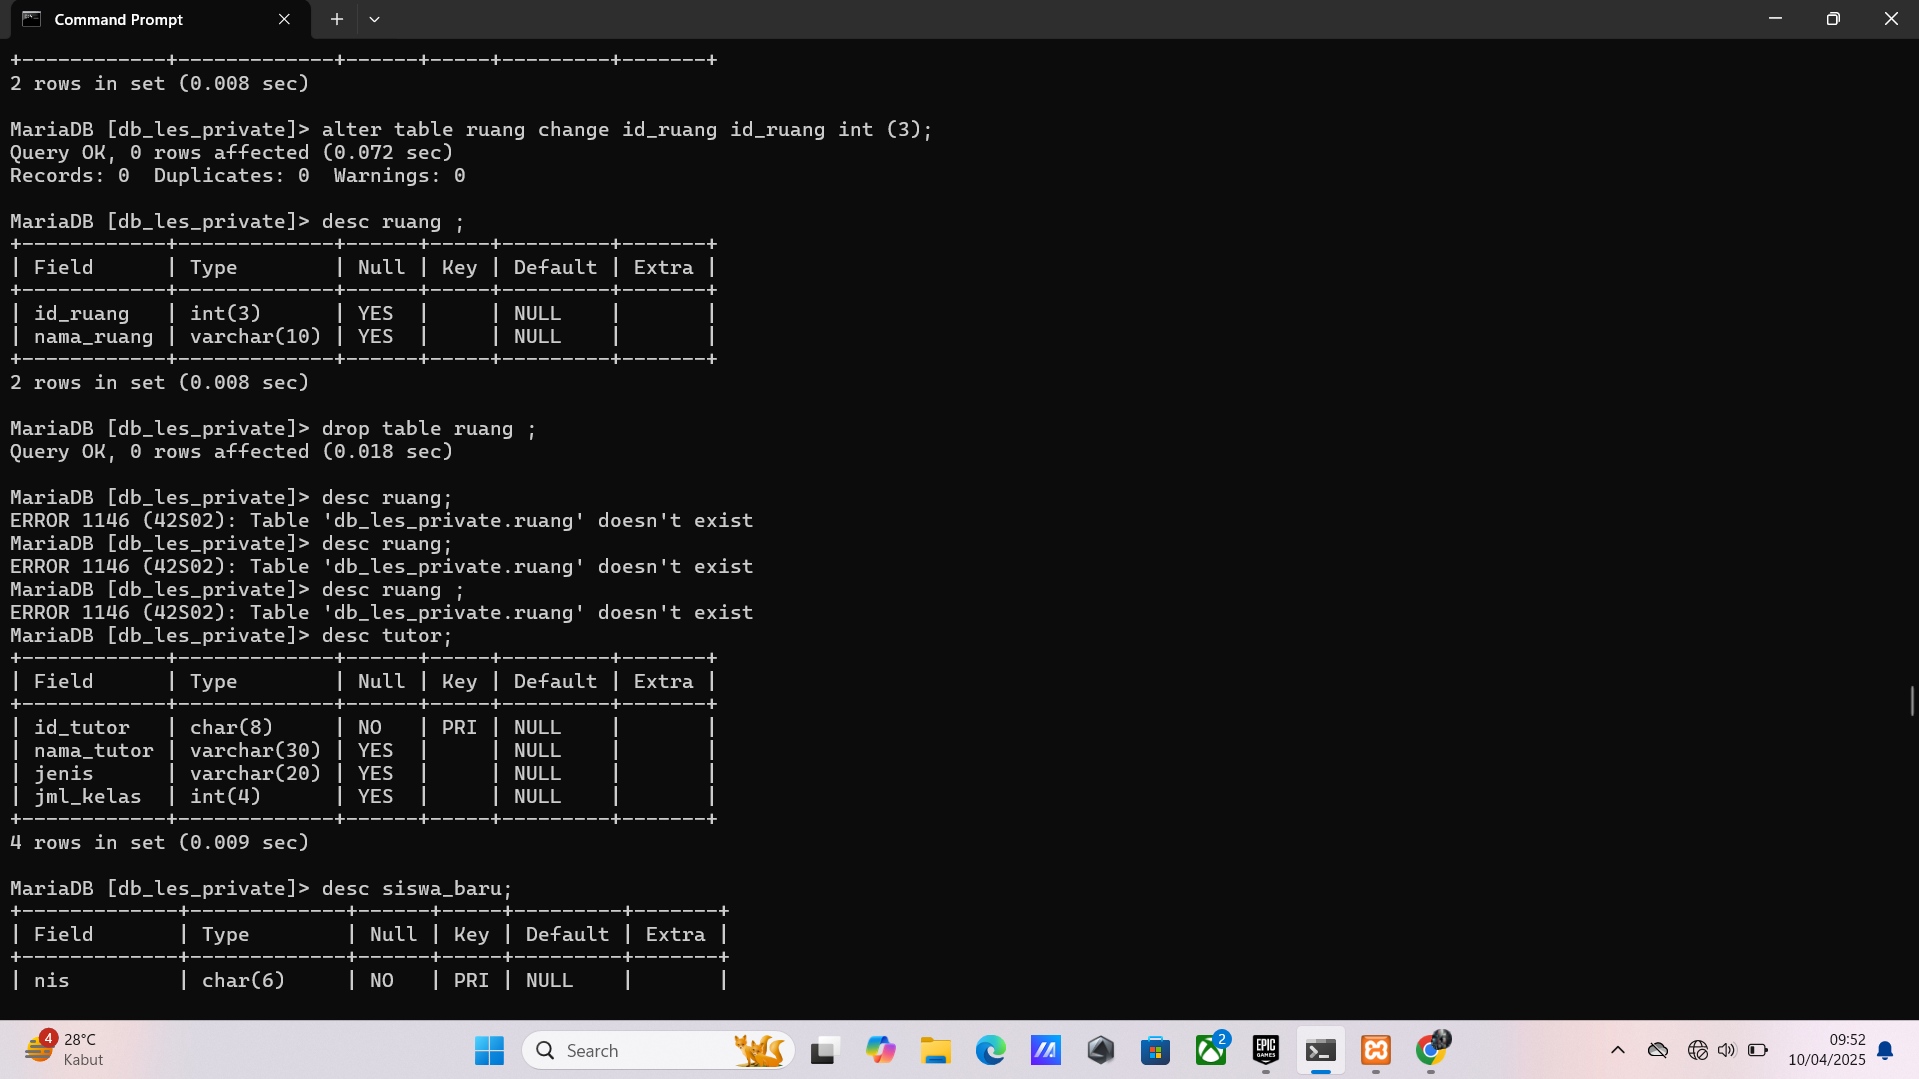 Command Prompt
+------------+-------------+------+-----+---------+-------+
2 rows in set (0.008 sec)
MariaDB [db_les_private]> alter table ruang change id_ruang id_ruang int (3);
Query OK, 0 rows affected (0.072 sec)
Records: 0  Duplicates: 0  Warnings: 0
MariaDB [db_les_private]> desc ruang ;
+------------+-------------+------+-----+---------+-------+
| Field      | Type        | Null | Key | Default | Extra |
+------------+-------------+------+-----+---------+-------+
| id_ruang   | int(3)      | YES  |     | NULL    |       |
| nama_ruang | varchar(10) | YES  |     | NULL    |       |
+------------+-------------+------+-----+---------+-------+
2 rows in set (0.008 sec)
MariaDB [db_les_private]> drop table ruang ;
Query OK, 0 rows affected (0.018 sec)
MariaDB [db_les_private]> desc ruang;
ERROR 1146 (42S02): Table 'db_les_private.ruang' doesn't exist
MariaDB [db_les_private]> desc ruang;
ERROR 1146 (42S02): Table 'db_les_private.ruang' doesn't exist
MariaDB [db_les_private]> desc ruang ;
ERROR 1146 (42S02): Table 'db_les_private.ruang' doesn't exist
MariaDB [db_les_private]> desc tutor;
+------------+-------------+------+-----+---------+-------+
| Field      | Type        | Null | Key | Default | Extra |
+------------+-------------+------+-----+---------+-------+
| id_tutor   | char(8)     | NO   | PRI | NULL    |       |
| nama_tutor | varchar(30) | YES  |     | NULL    |       |
| jenis      | varchar(20) | YES  |     | NULL    |       |
| jml_kelas  | int(4)      | YES  |     | NULL    |       |
+------------+-------------+------+-----+---------+-------+
4 rows in set (0.009 sec)
MariaDB [db_les_private]> desc siswa_baru;
+-------------+-------------+------+-----+---------+-------+
| Field       | Type        | Null | Key | Default | Extra |
+-------------+-------------+------+-----+---------+-------+
| nis         | char(6)     | NO   | PRI | NULL    |       |
4
28°C
Kabut
Search
2
EPIC
GAMES
09:52
10/04/2025